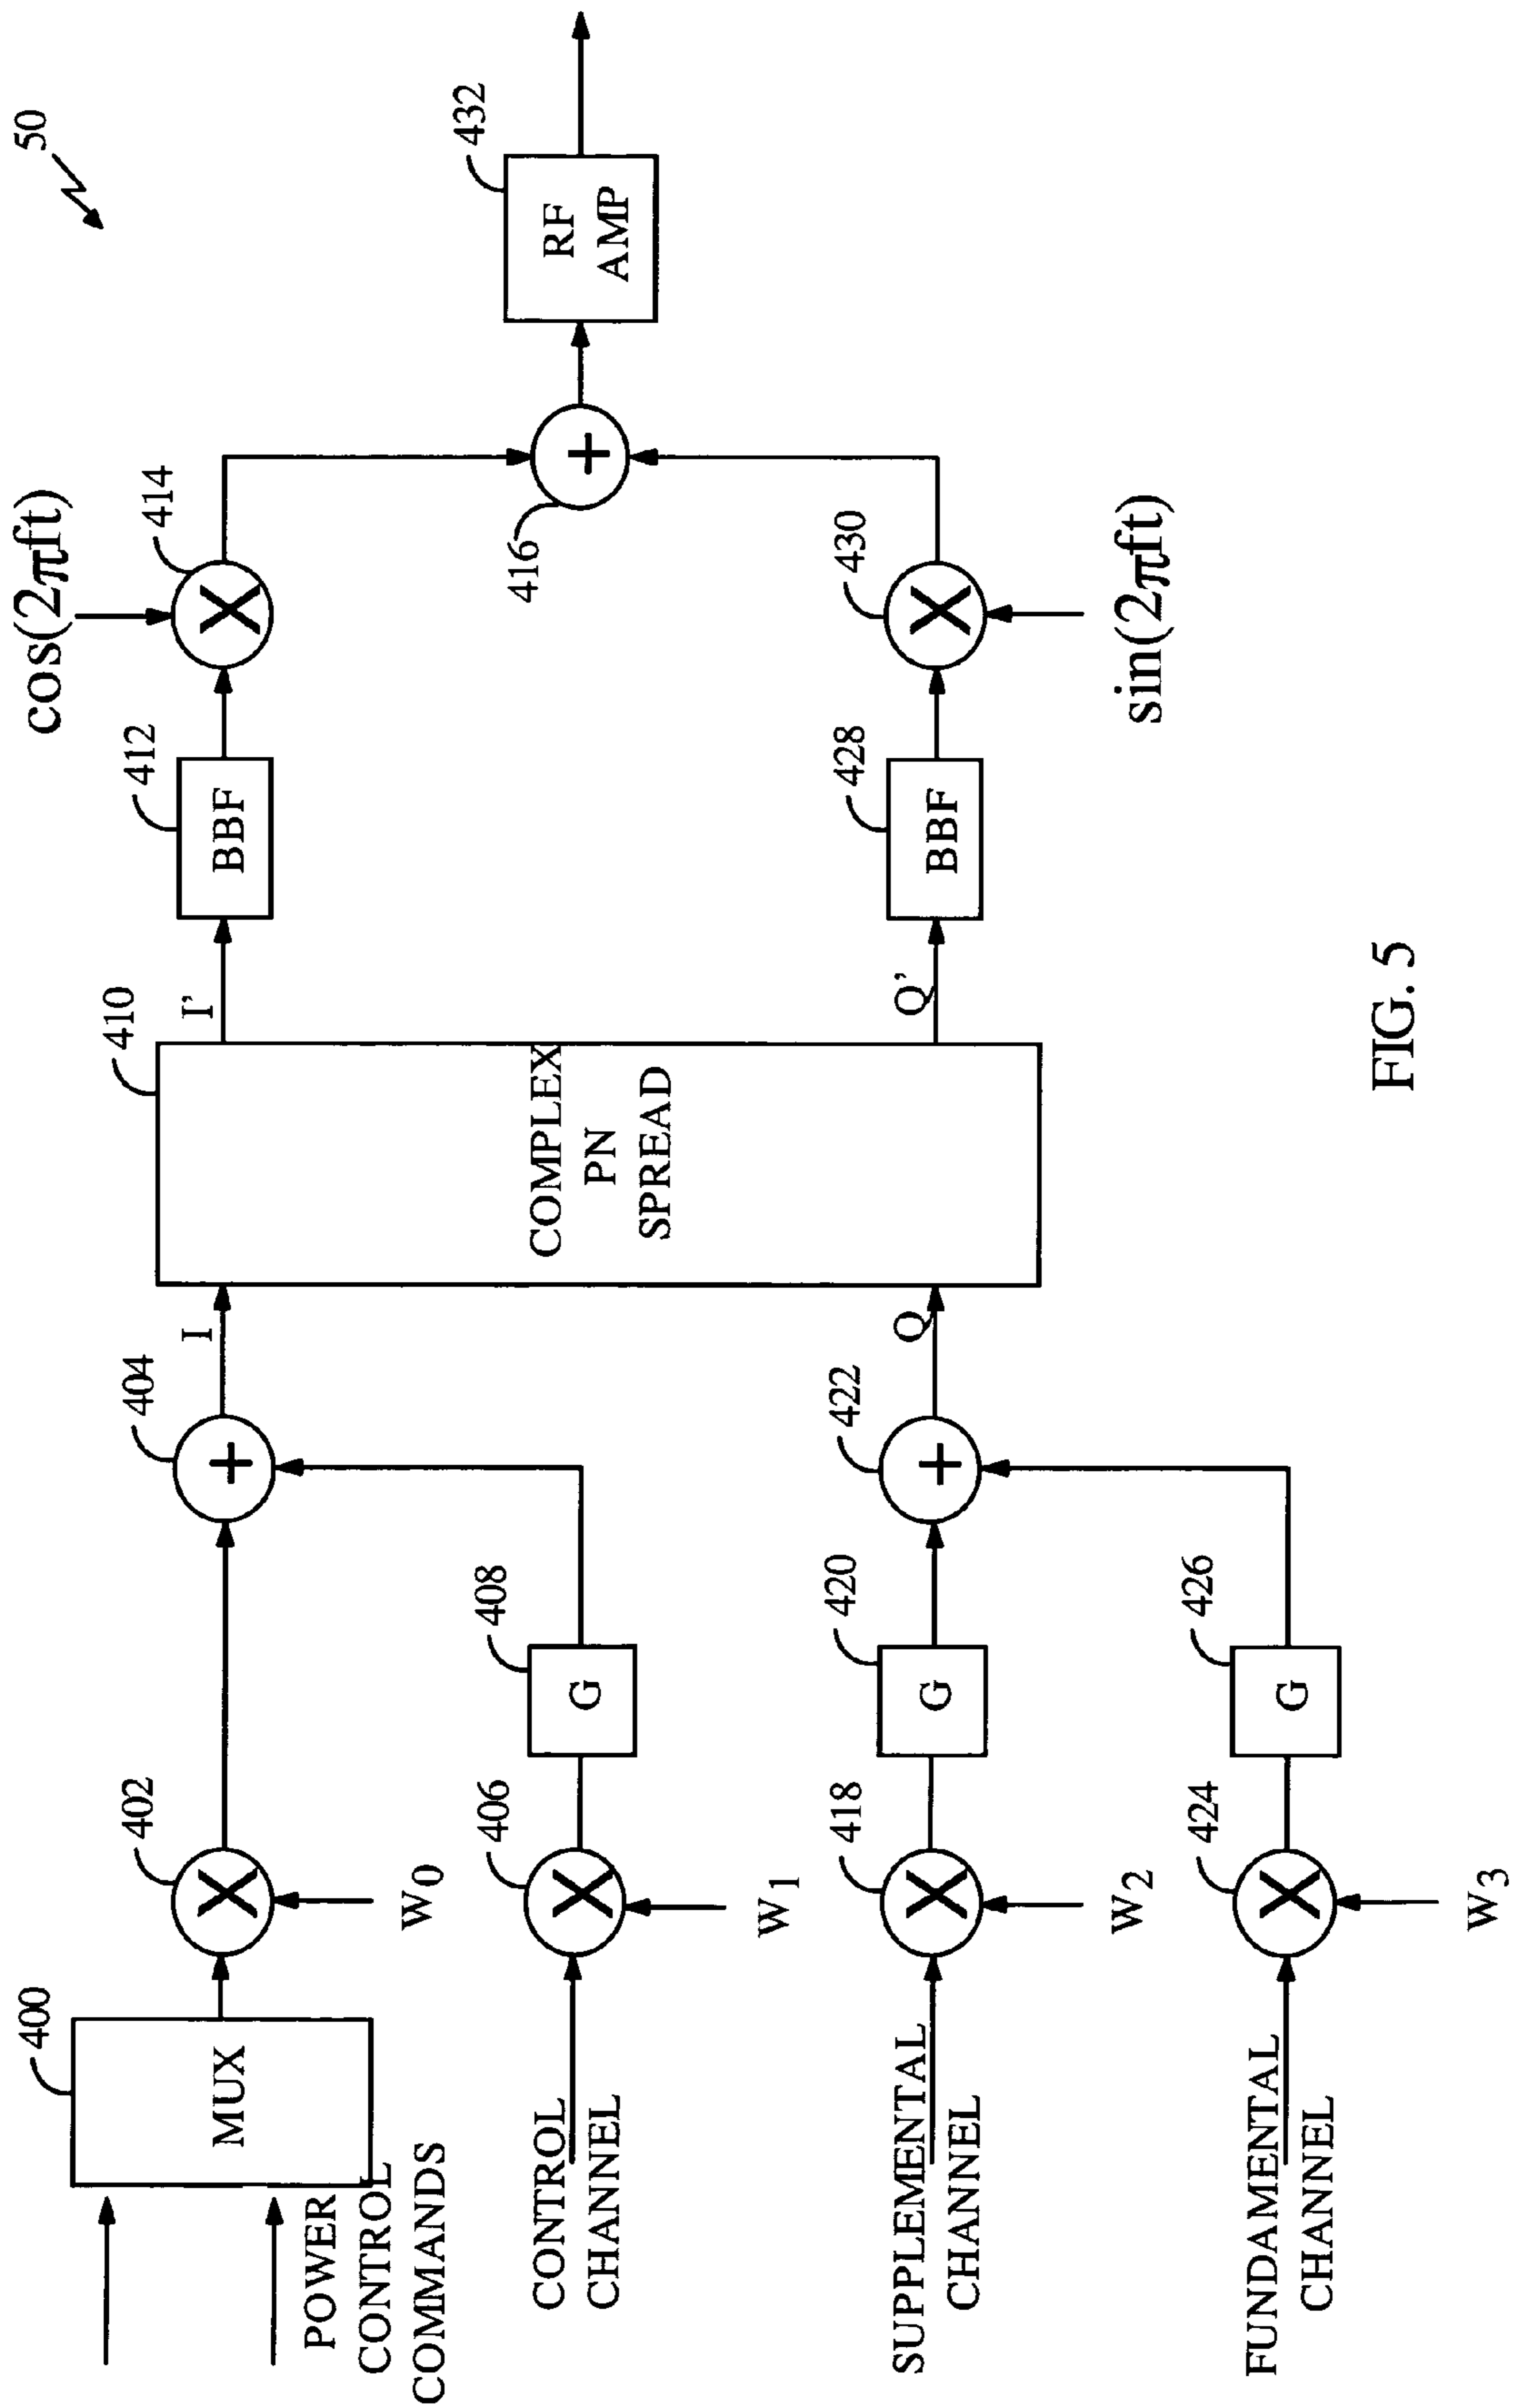 50
400
MUX
POWER
CONTROL
COMMANDS
402
W0
404
I
CONTROL
CHANNEL
406
W1
408
G
410
COMPLEX
PN
SPREAD
I'
412
BBF
cos(2πft)
414
X
416
+
432
RF
AMP
SUPPLEMENTAL
CHANNEL
418
W2
420
G
422
Q
Q'
428
BBF
430
sin(2πft)
FUNDAMENTAL
CHANNEL
424
W3
426
G
FIG. 5